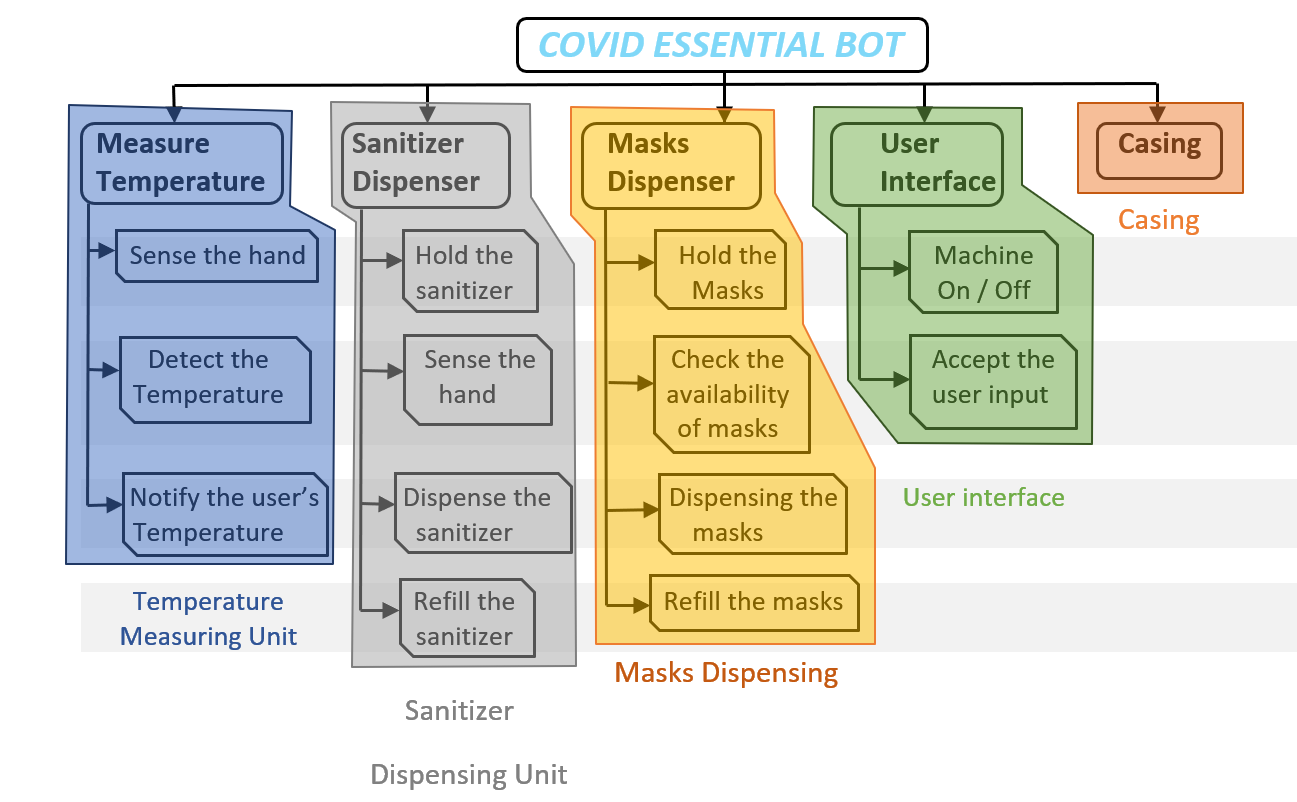 COVID ESSENTIAL BOT
Measure
Temperature
Sense the hand
Detect the
Temperature
Notify the user’s
Temperature
Temperature
Measuring Unit
Sanitizer
Dispenser
Hold the
sanitizer
Sense the
hand
Dispense the
sanitizer
Refill the
sanitizer
Sanitizer
Dispensing Unit
Masks
Dispenser
Hold the
Masks
Check the
availability
of masks
Dispensing the
masks
Refill the masks
Masks Dispensing
User
Interface
Machine
On / Off
Accept the
user input
User interface
Casing
Casing